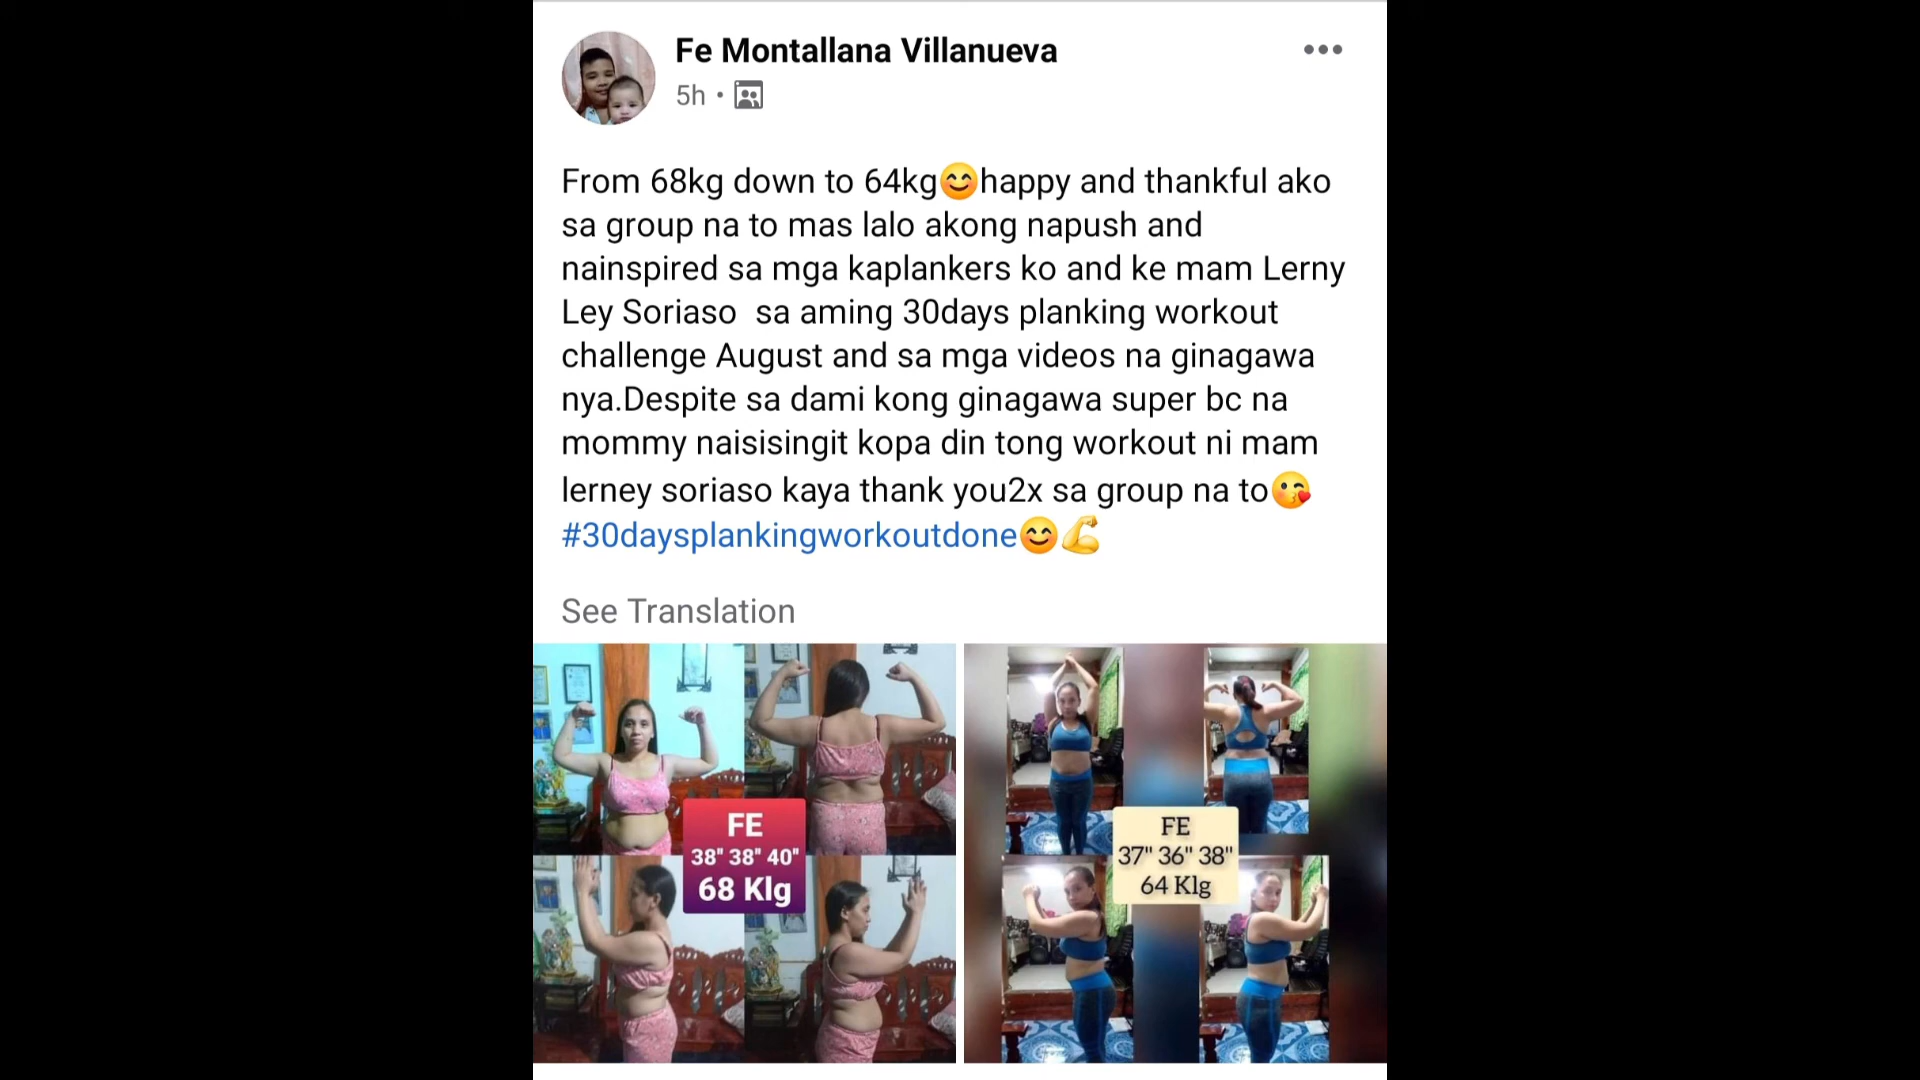 Fe Montallana Villanueva
5h
From 68kg down to 64kg😊happy and thankful ako
sa group na to mas lalo akong napush and
nainspired sa mga kaplankers ko and ke mam Lerny
Ley Soriaso  sa aming 30days planking workout
challenge August and sa mga videos na ginagawa
nya.Despite sa dami kong ginagawa super bc na
mommy naisisingit kopa din tong workout ni mam
lerney soriaso kaya thank you2x sa group na to😘
#30daysplankingworkoutdone😊💪
See Translation
FE
38" 38" 40"
68 Klg
FE
37" 36" 38"
64 Klg